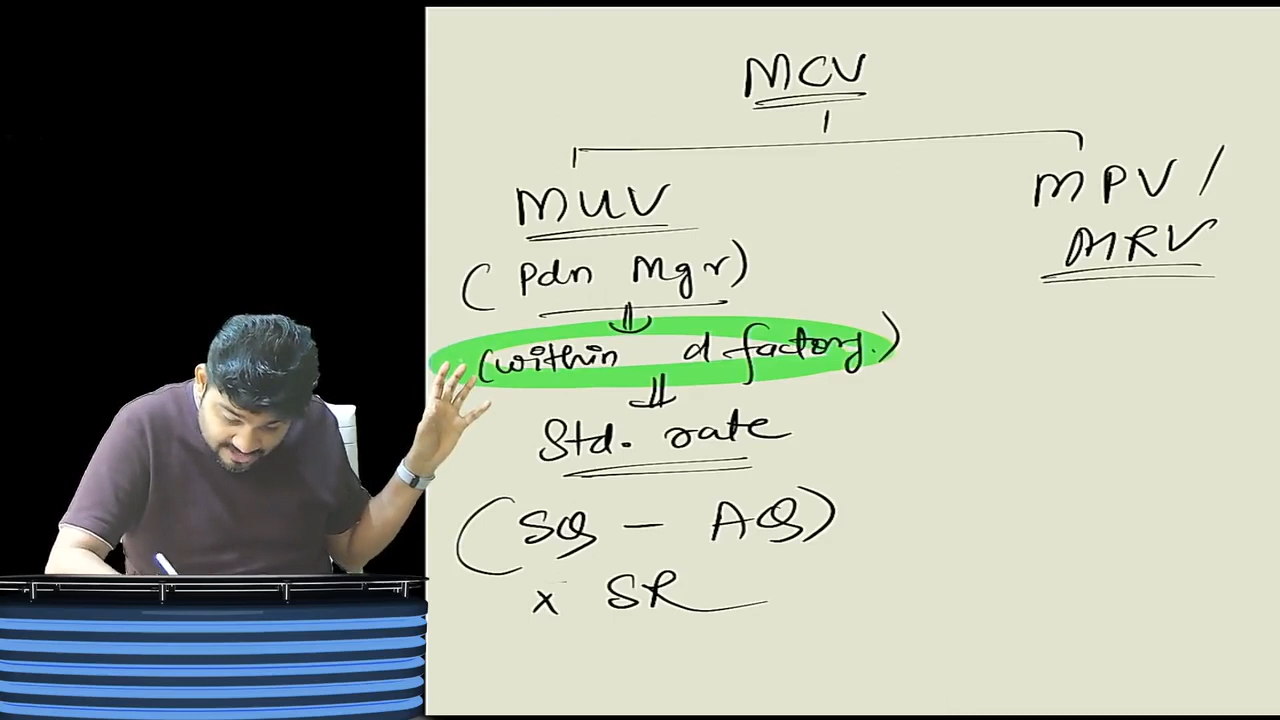 MCV
MUV
MPV /
MRV
(Pdn Mgr)
(within d factory.)
Std. rate
(SQ - AQ)
x SR